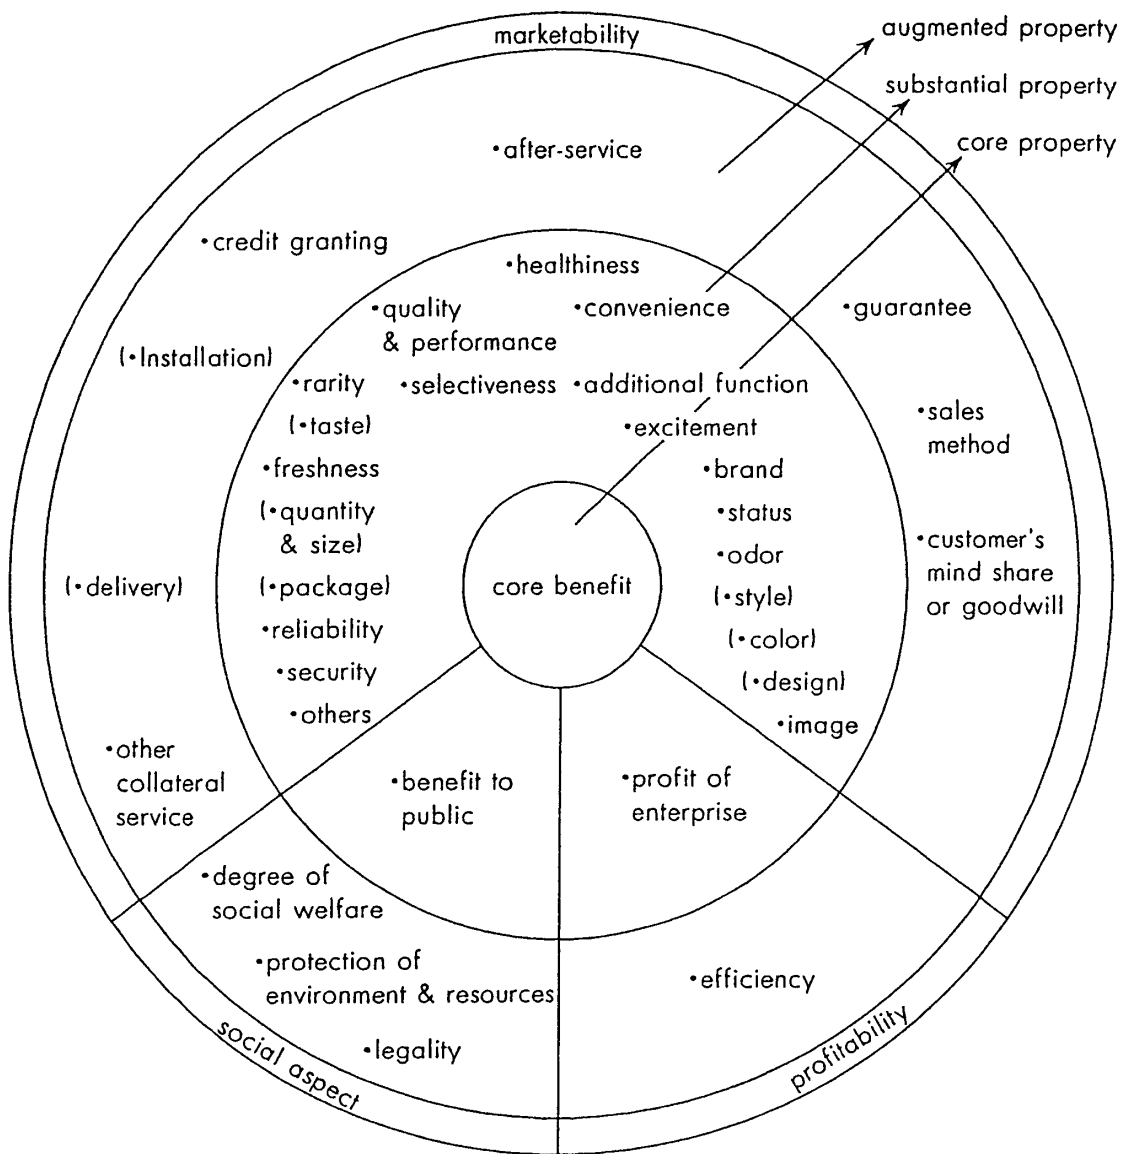 marketability
augmented property
substantial property
core property
•after-service
•credit granting
•healthiness
•quality
& performance
•convenience
•guarantee
(•Installation)
•rarity
•selectiveness
•additional function
(•taste)
•excitement
•sales
method
•freshness
•brand
(•quantity
& size)
•status
•customer's
mind share
or goodwill
•odor
(•delivery)
(•package)
core benefit
(•style)
•reliability
(•color)
•security
(•design)
•others
•image
•other
collateral
service
•benefit to
public
•profit of
enterprise
•degree of
social welfare
•protection of
environment & resources
•efficiency
•legality
social aspect
profitability